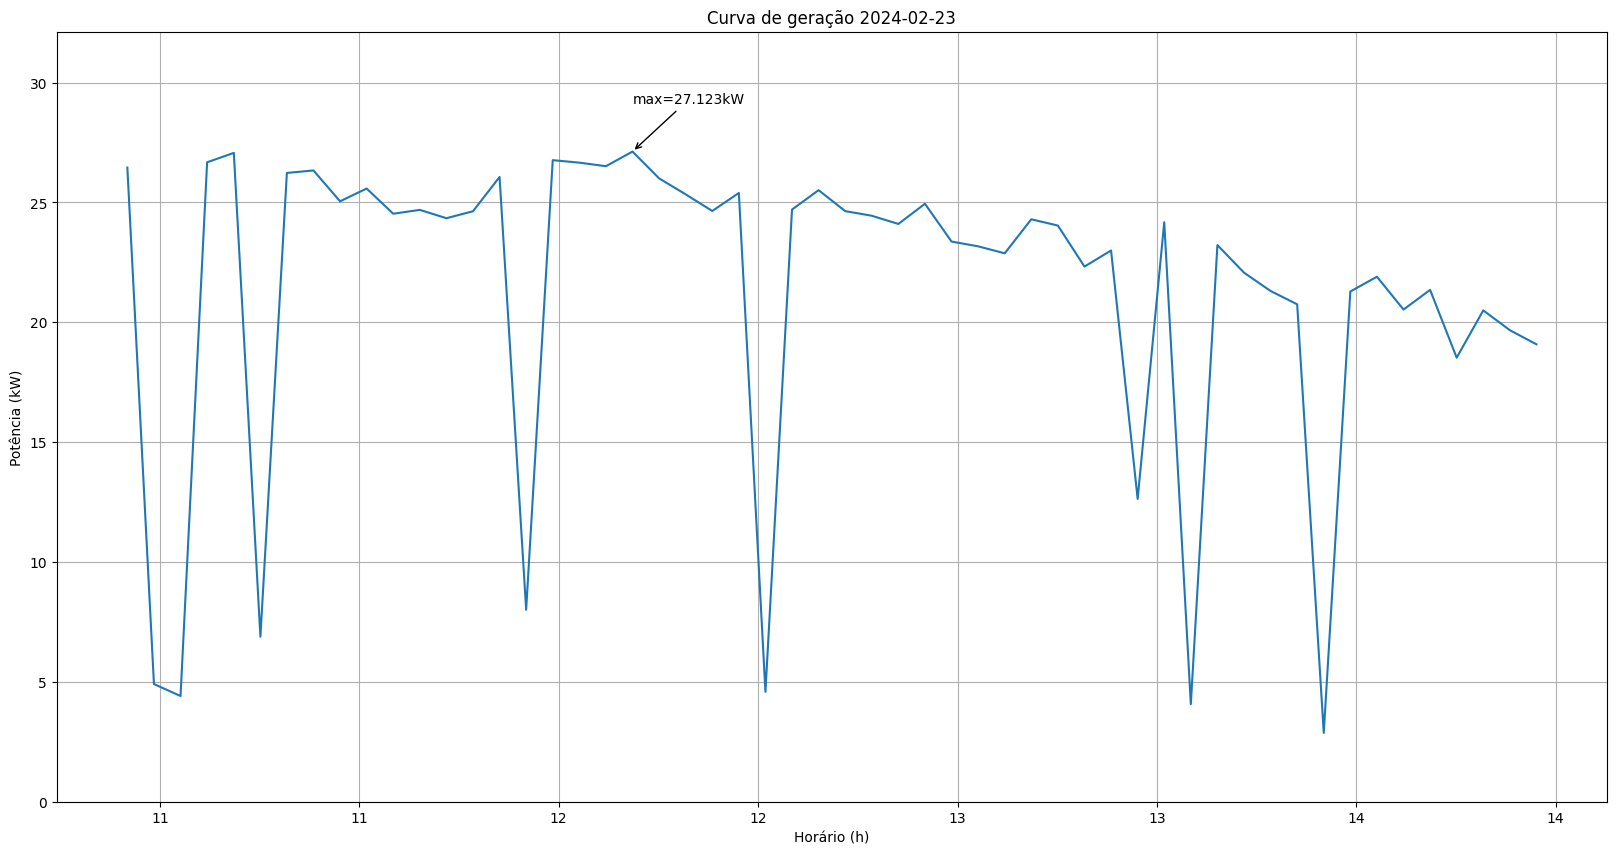 Curva de geração 2024-02-23
max=27.123kW
30
25
20
15
10
5
0
Potência (kW)
11 11 12 12 13 13 14 14
Horário (h)